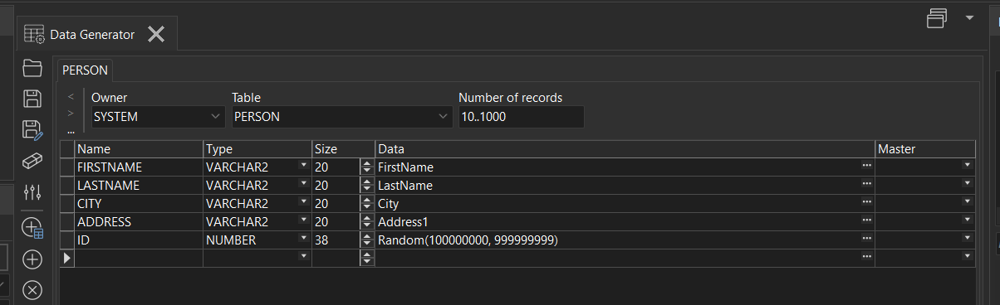 Data Generator
PERSON
< Owner Table Number of records
> SYSTEM PERSON 10..1000
...
Name Type Size Data Master
FIRSTNAME VARCHAR2 20 FirstName ...
LASTNAME VARCHAR2 20 LastName ...
CITY VARCHAR2 20 City ...
ADDRESS VARCHAR2 20 Address1 ...
ID NUMBER 38 Random(100000000, 999999999) ...
...